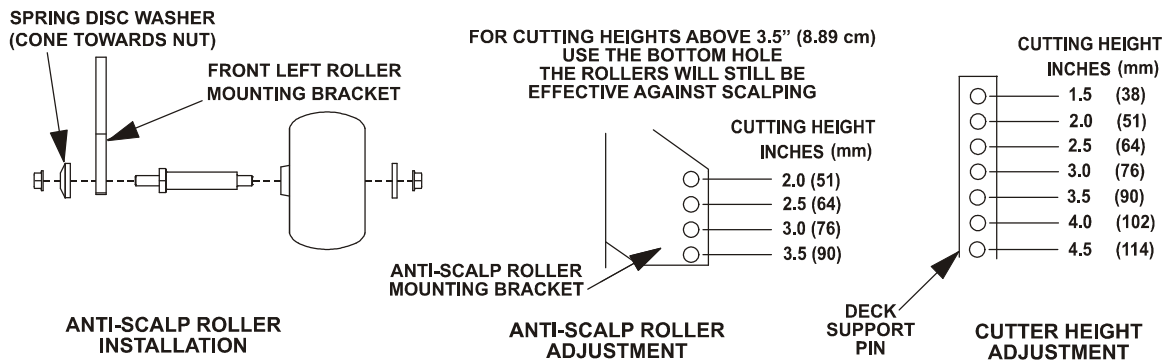 SPRING DISC WASHER
(CONE TOWARDS NUT)
FRONT LEFT ROLLER
MOUNTING BRACKET
ANTI-SCALP ROLLER
INSTALLATION
FOR CUTTING HEIGHTS ABOVE 3.5" (8.89 cm)
USE THE BOTTOM HOLE
THE ROLLERS WILL STILL BE
EFFECTIVE AGAINST SCALPING
CUTTING HEIGHT
INCHES (mm)
2.0 (51)
2.5 (64)
3.0 (76)
3.5 (90)
ANTI-SCALP ROLLER
MOUNTING BRACKET
ANTI-SCALP ROLLER
ADJUSTMENT
CUTTING HEIGHT
INCHES (mm)
1.5 (38)
2.0 (51)
2.5 (64)
3.0 (76)
3.5 (90)
4.0 (102)
4.5 (114)
DECK
SUPPORT
PIN
CUTTER HEIGHT
ADJUSTMENT